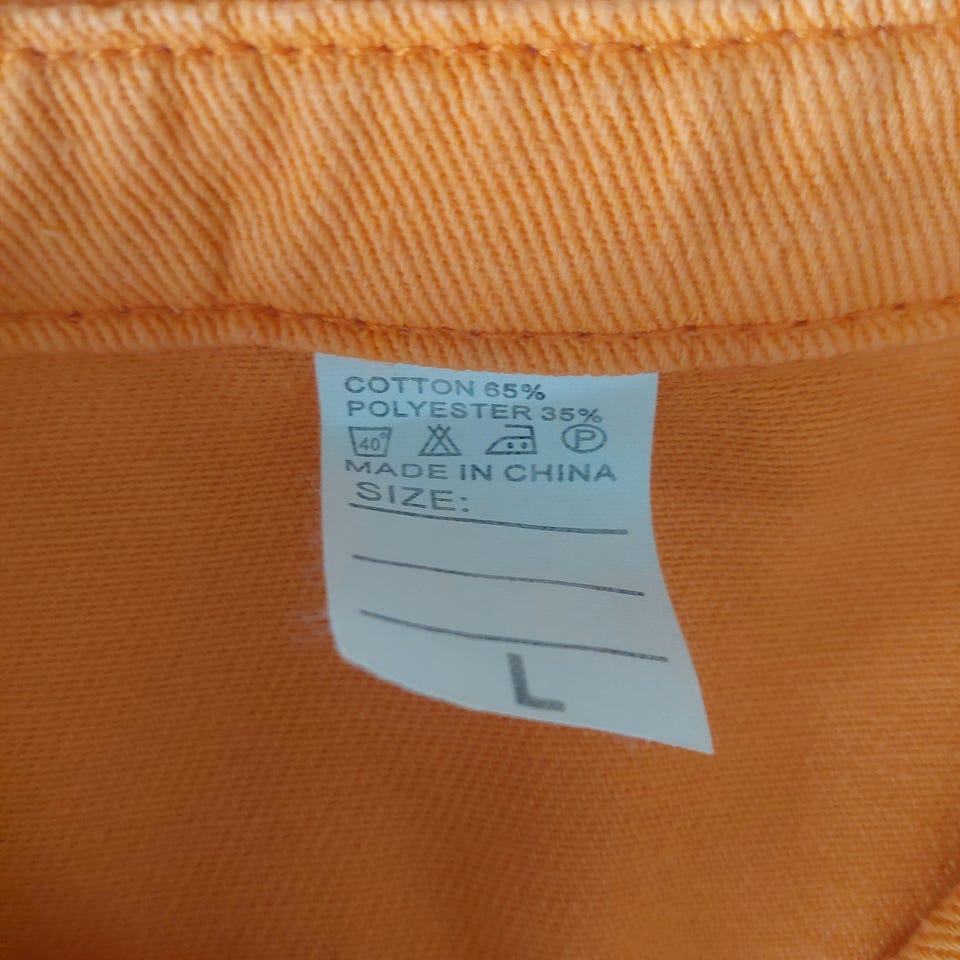 COTTON 65%
POLYESTER 35%
40° P
MADE IN CHINA
SIZE:
L